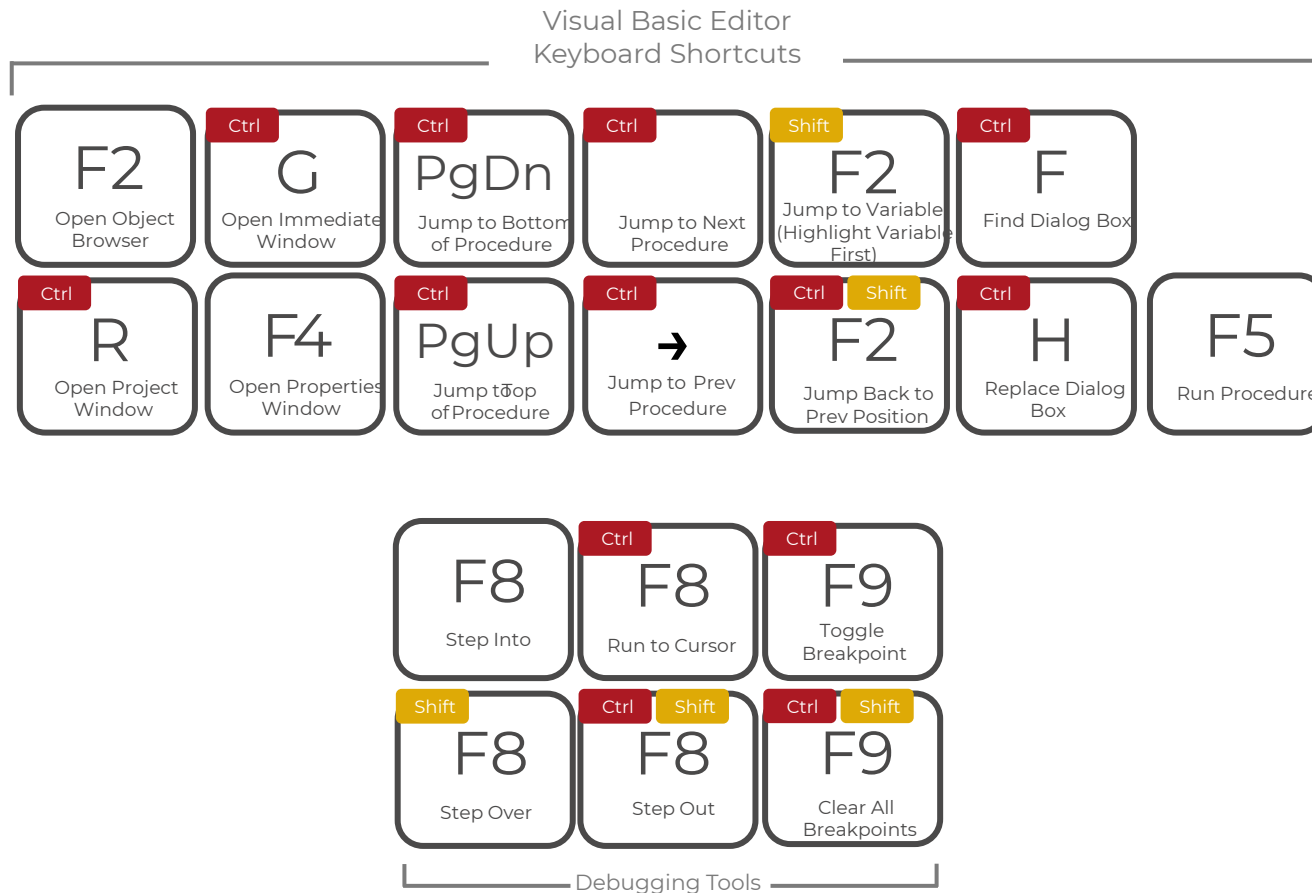 Visual Basic Editor
Keyboard Shortcuts
F2
Open Object
Browser
Ctrl
G
Open Immediate
Window
Ctrl
PgDn
Jump to Bottom
of Procedure
Ctrl
Jump to Next
Procedure
Shift
F2
Jump to Variable
(Highlight Variable
First)
Ctrl
F
Find Dialog Box
Ctrl
R
Open Project
Window
F4
Open Properties
Window
Ctrl
PgUp
Jump to Top
of Procedure
Ctrl
→
Jump to Prev
Procedure
Ctrl Shift
F2
Jump Back to
Prev Position
Ctrl
H
Replace Dialog
Box
F5
Run Procedure
F8
Step Into
Ctrl
F8
Run to Cursor
Ctrl
F9
Toggle
Breakpoint
Shift
F8
Step Over
Ctrl Shift
F8
Step Out
Ctrl Shift
F9
Clear All
Breakpoints
Debugging Tools